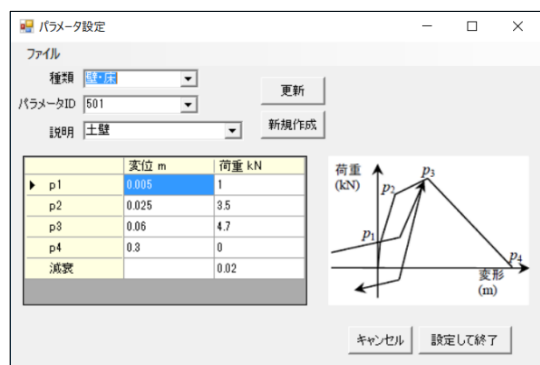 パラメータ設定
ファイル
種類 壁・床
更新
パラメータID 501
説明 土壁
新規作成
変位 m 荷重 kN
p1 0.005 1
p2 0.025 3.5
p3 0.06 4.7
p4 0.3 0
減衰 0.02
荷重
(kN)
p3
p2
p1
p4
変形
(m)
キャンセル 設定して終了